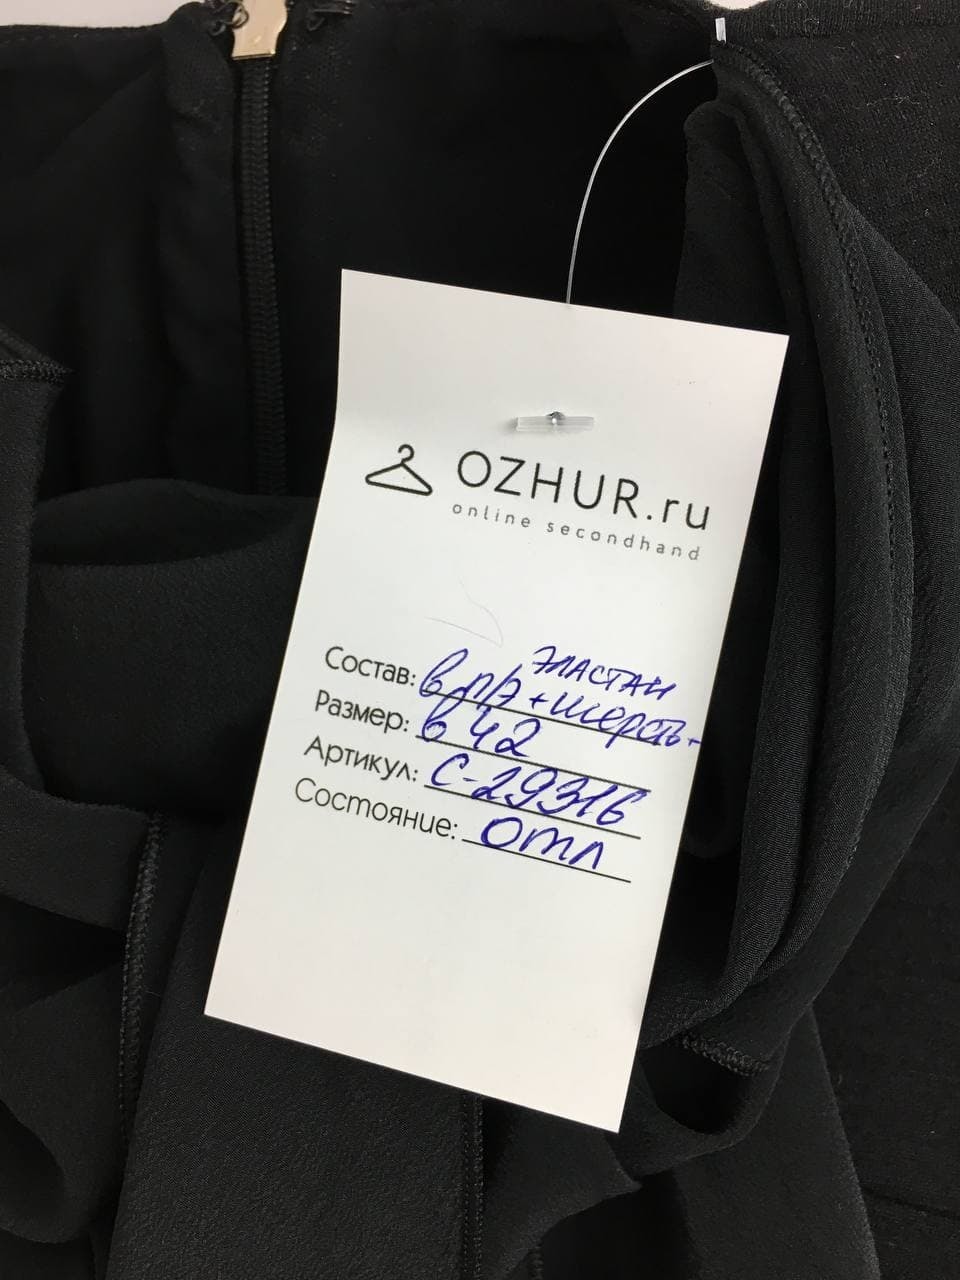 OZHUR.ru
online secondhand
эластан
Состав: в п/э + шерсть +
Размер: в 42
Артикул: С-29316
Состояние: отл